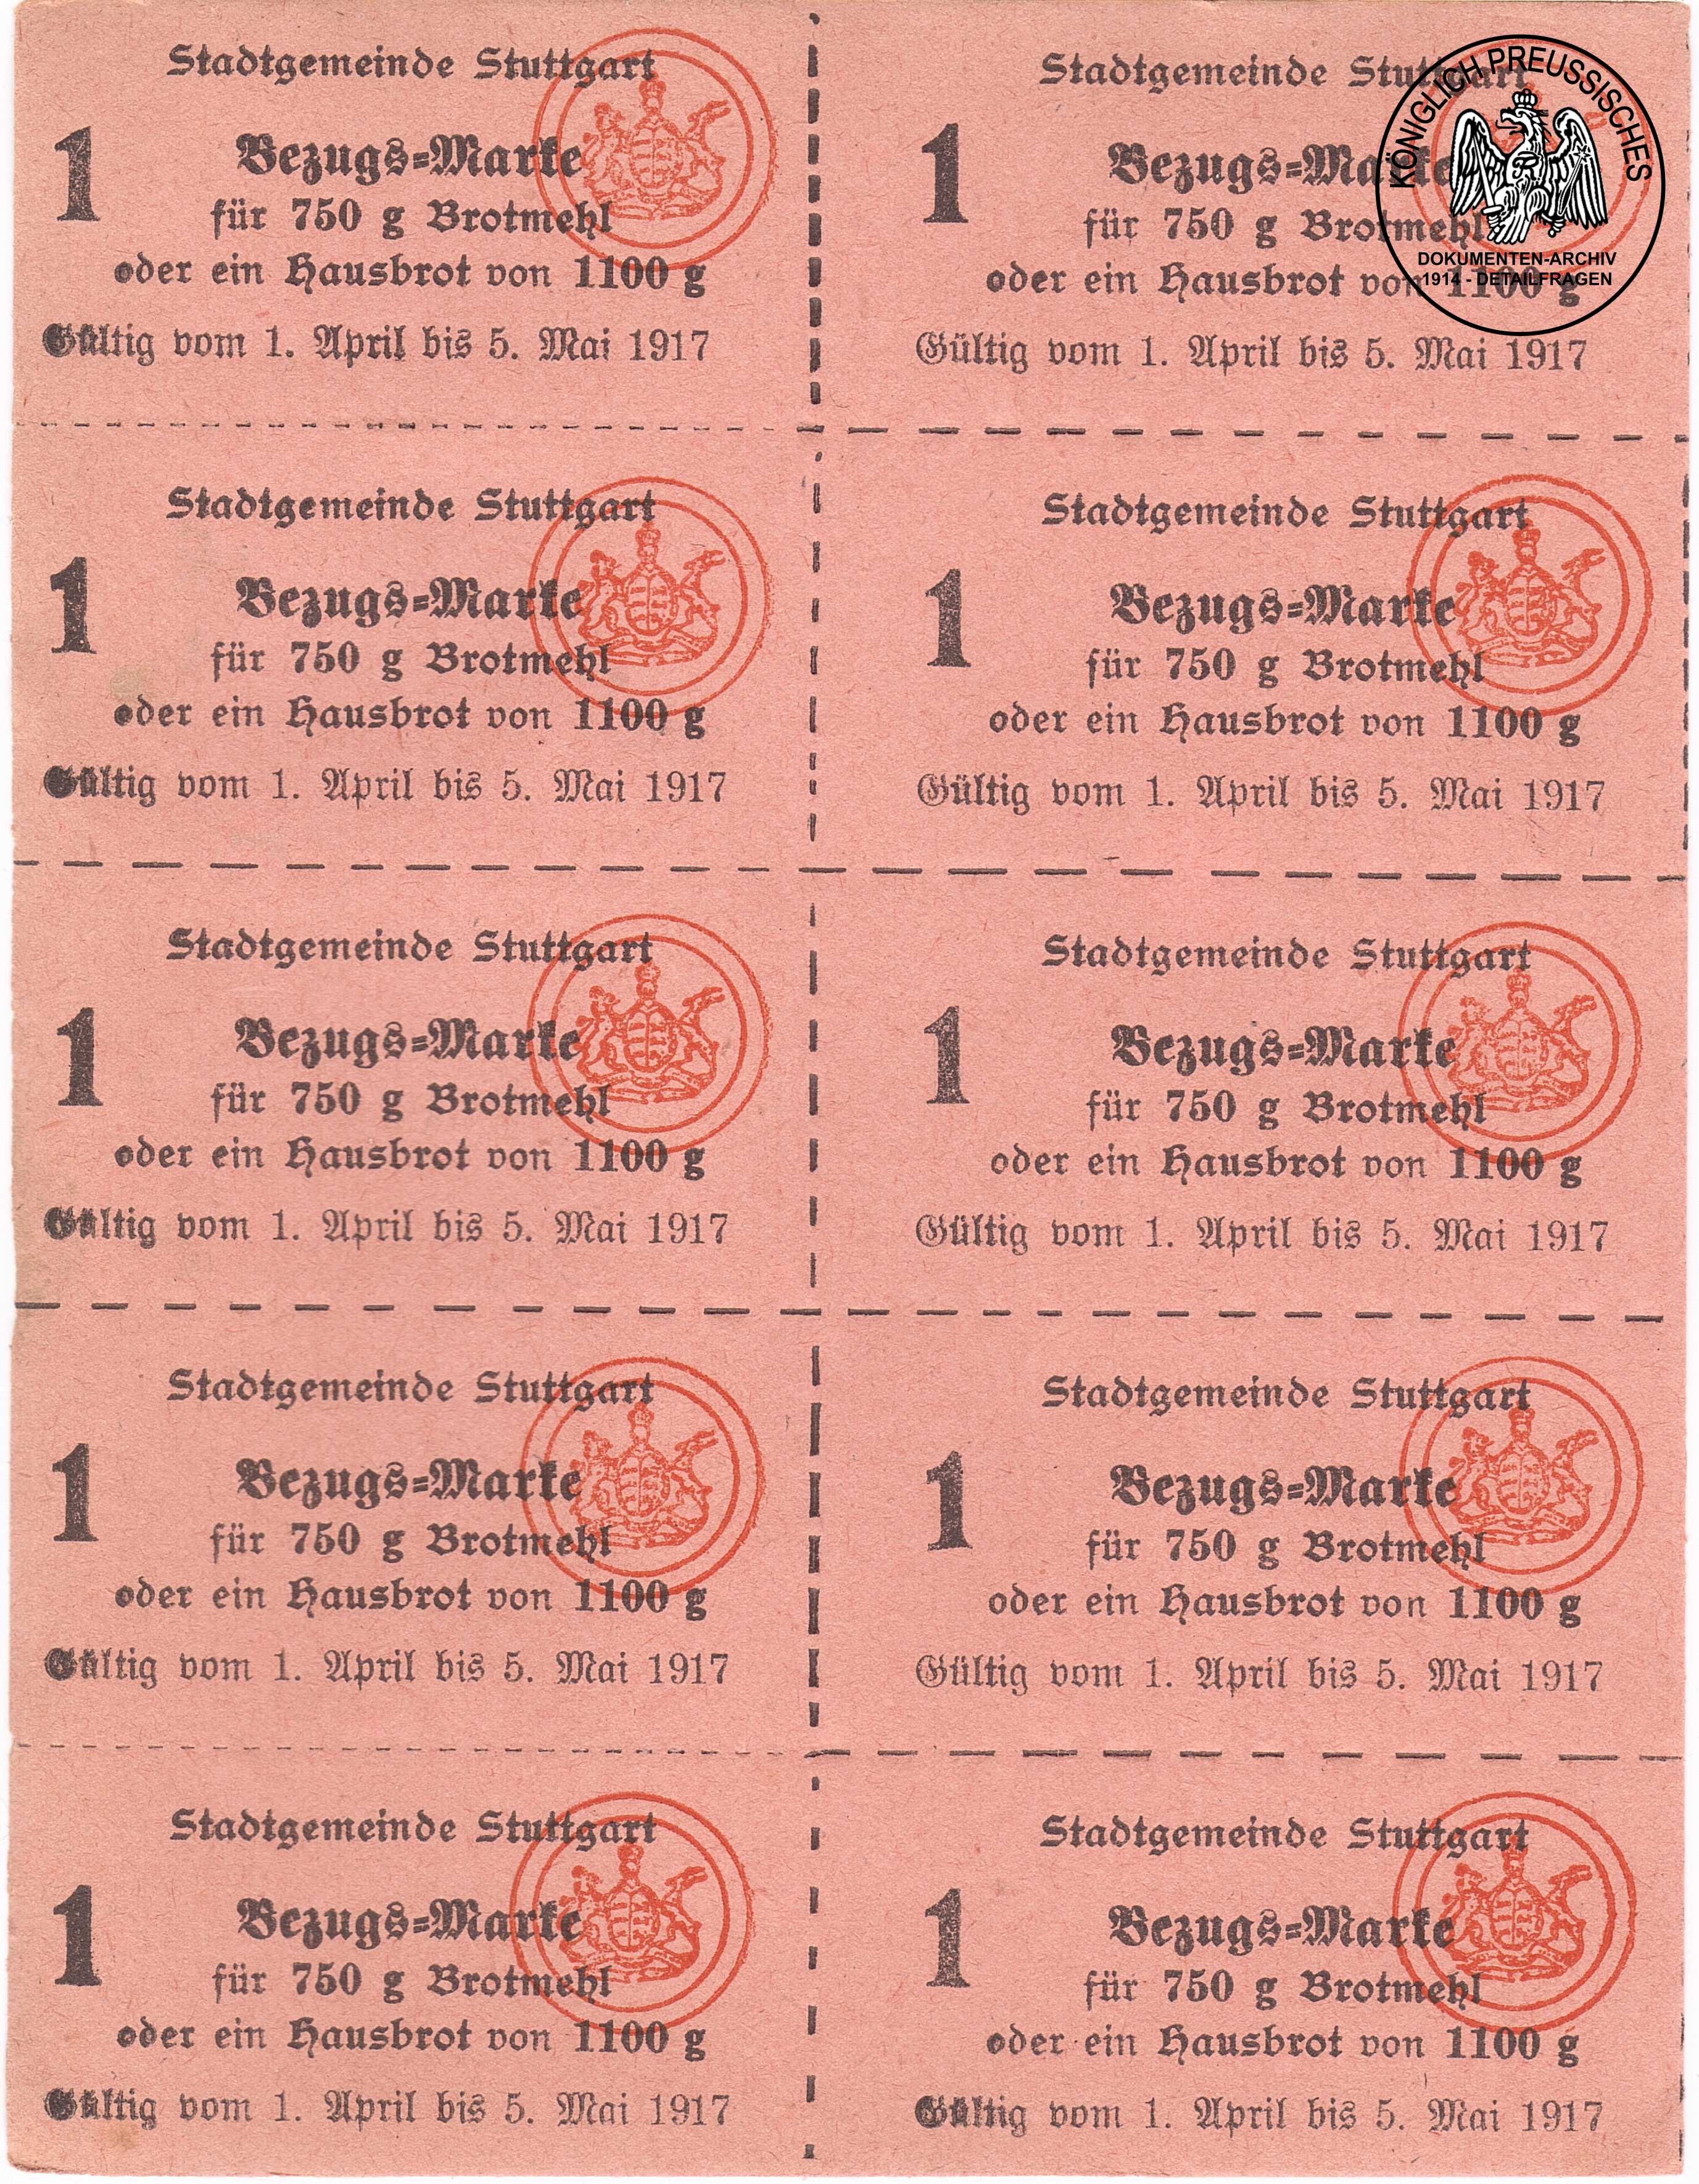 Stadtgemeinde Stuttgart
1
Bezugs=Marke
für 750 g Brotmehl
oder ein Hausbrot von 1100 g
Gültig vom 1. April bis 5. Mai 1917
Stadtgemeinde Stuttgart
1
Bezugs=Marke
für 750 g Brotmehl
oder ein Hausbrot von 1100 g
Gültig vom 1. April bis 5. Mai 1917
KÖNIGLICH PREUSSISCHES
DOKUMENTEN-ARCHIV
1914 - DETAILFRAGEN
Stadtgemeinde Stuttgart
1
Bezugs=Marke
für 750 g Brotmehl
oder ein Hausbrot von 1100 g
Gültig vom 1. April bis 5. Mai 1917
Stadtgemeinde Stuttgart
1
Bezugs=Marke
für 750 g Brotmehl
oder ein Hausbrot von 1100 g
Gültig vom 1. April bis 5. Mai 1917
Stadtgemeinde Stuttgart
1
Bezugs=Marke
für 750 g Brotmehl
oder ein Hausbrot von 1100 g
Gültig vom 1. April bis 5. Mai 1917
Stadtgemeinde Stuttgart
1
Bezugs=Marke
für 750 g Brotmehl
oder ein Hausbrot von 1100 g
Gültig vom 1. April bis 5. Mai 1917
Stadtgemeinde Stuttgart
1
Bezugs=Marke
für 750 g Brotmehl
oder ein Hausbrot von 1100 g
Gültig vom 1. April bis 5. Mai 1917
Stadtgemeinde Stuttgart
1
Bezugs=Marke
für 750 g Brotmehl
oder ein Hausbrot von 1100 g
Gültig vom 1. April bis 5. Mai 1917
Stadtgemeinde Stuttgart
1
Bezugs=Marke
für 750 g Brotmehl
oder ein Hausbrot von 1100 g
Gültig vom 1. April bis 5. Mai 1917
Stadtgemeinde Stuttgart
1
Bezugs=Marke
für 750 g Brotmehl
oder ein Hausbrot von 1100 g
Gültig vom 1. April bis 5. Mai 1917